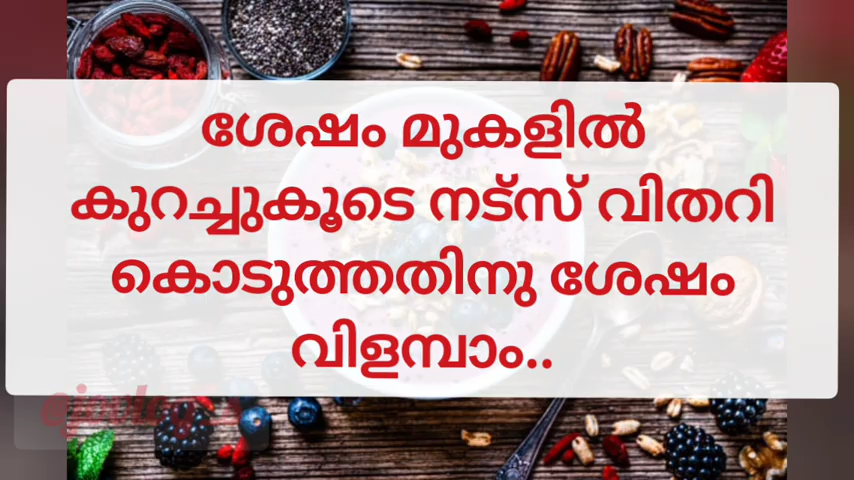 ശേഷം മുകളിൽ
കുറച്ചുകൂടെ നട്സ് വിതറി
കൊടുത്തതിനു ശേഷം
വിളമ്പാം..